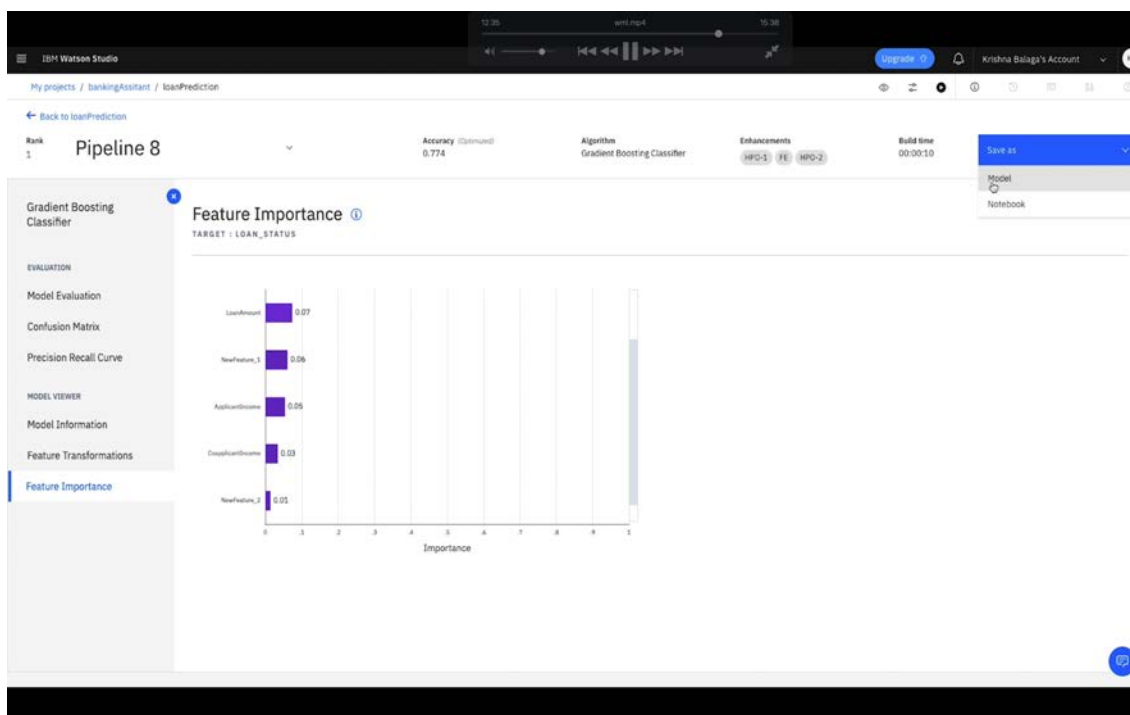 12:35 wml.mp4 15:38
IBM Watson Studio Upgrade Krishna Balaga's Account
My projects / bankingAssitant / loanPrediction
Back to loanPrediction
Rank
1
Pipeline 8
Accuracy (Optimized)
0.774
Algorithm
Gradient Boosting Classifier
Enhancements
HPO-1 FE HPO-2
Build time
00:00:10
Save as
Model
Notebook
Gradient Boosting
Classifier
EVALUATION
Model Evaluation
Confusion Matrix
Precision Recall Curve
MODEL VIEWER
Model Information
Feature Transformations
Feature Importance
Feature Importance
TARGET : LOAN_STATUS
LoanAmount 0.07
NewFeature_1 0.06
ApplicantIncome 0.05
CoapplicantIncome 0.03
NewFeature_2 0.01
0 .1 .2 .3 .4 .5 .6 .7 .8 .9 1
Importance